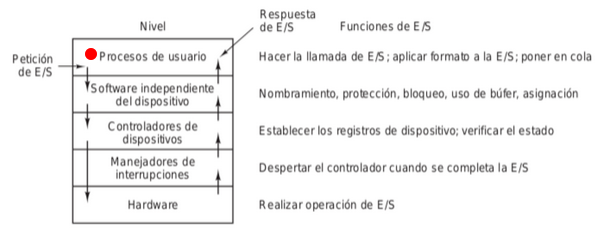 Nivel
Respuesta
de E/S
Funciones de E/S
Petición
de E/S
Procesos de usuario
Hacer la llamada de E/S; aplicar formato a la E/S; poner en cola
Software independiente
del dispositivo
Nombramiento, protección, bloqueo, uso de búfer, asignación
Controladores de
dispositivos
Establecer los registros de dispositivo; verificar el estado
Manejadores de
interrupciones
Despertar el controlador cuando se completa la E/S
Hardware
Realizar operación de E/S